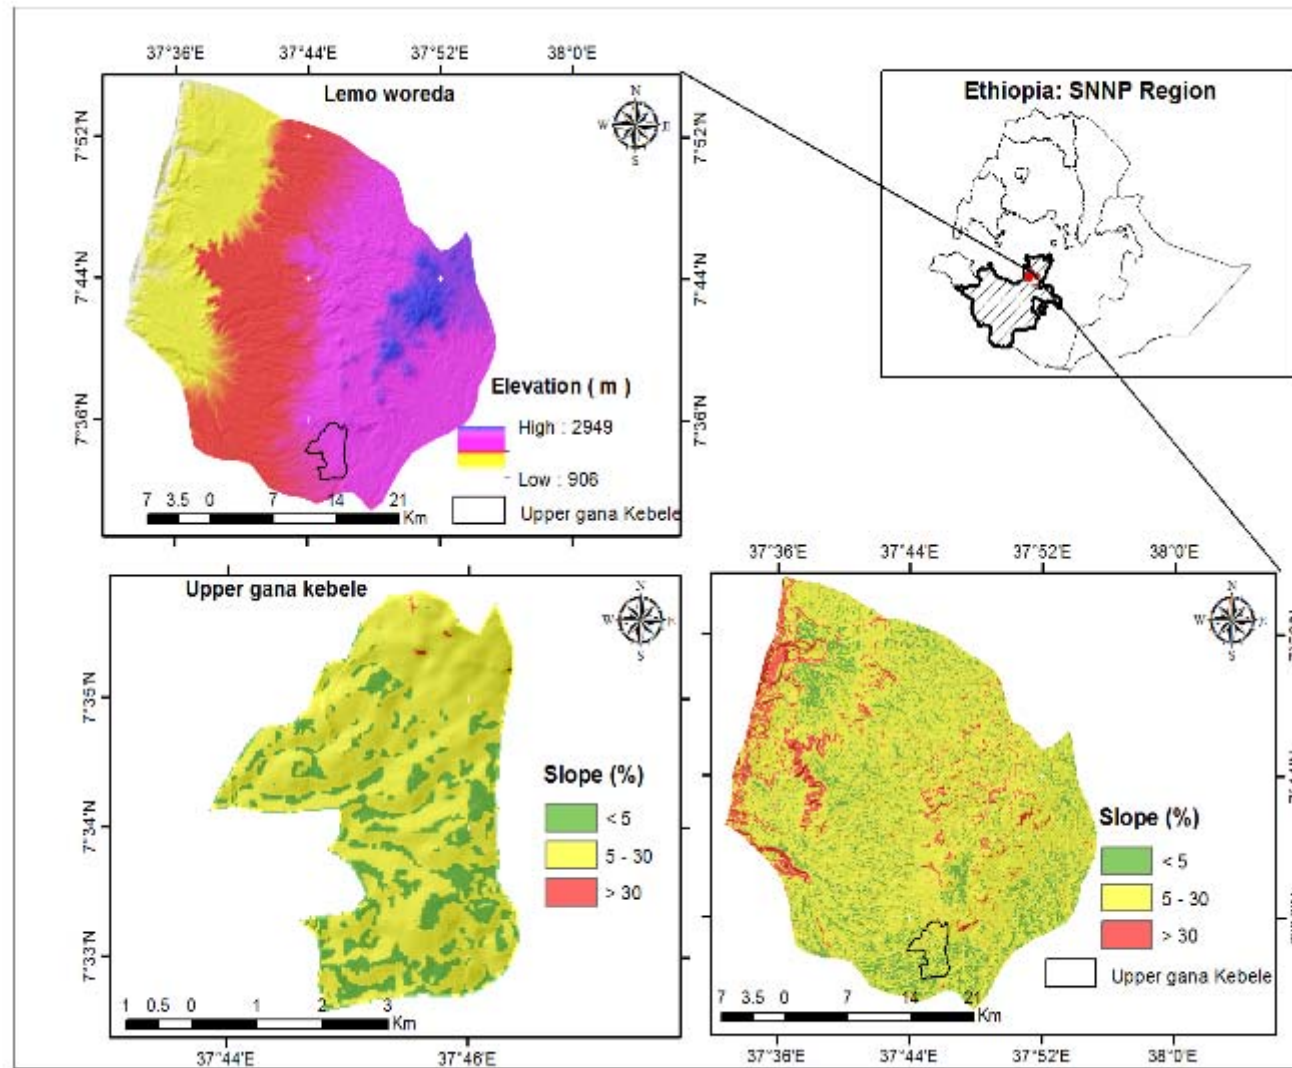 37°36'E 37°44'E 37°52'E 38°0'E
Lemo woreda
N
W E
S
7°52'N
7°44'N
7°36'N
7°52'N
7°44'N
7°36'N
Elevation ( m )
High : 2949
Low : 906
Upper gana Kebele
7 3.5 0 7 14 21
Km
Ethiopia: SNNP Region
Upper gana kebele
N
W E
S
7°35'N
7°34'N
7°33'N
Slope (%)
< 5
5 - 30
> 30
1 0.5 0 1 2 3
Km
37°44'E 37°46'E
37°36'E 37°44'E 37°52'E 38°0'E
N
W E
S
Slope (%)
< 5
5 - 30
> 30
Upper gana Kebele
7 3.5 0 7 14 21
Km
37°36'E 37°44'E 37°52'E 38°0'E